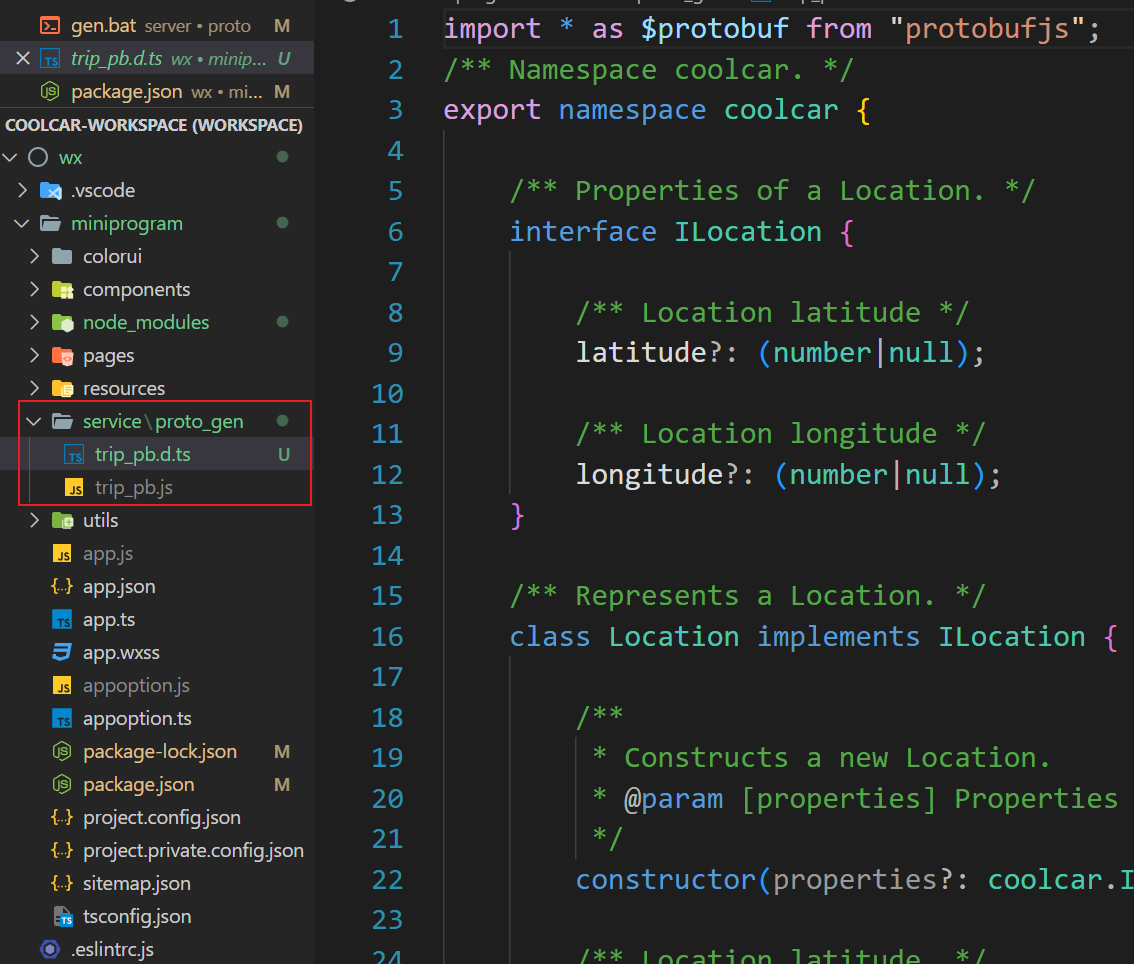 gen.bat server • proto M
trip_pb.d.ts wx • minip... U
package.json wx • mi... M
COOLCAR-WORKSPACE (WORKSPACE)
wx
.vscode
miniprogram
colorui
components
node_modules
pages
resources
service\proto_gen
trip_pb.d.ts U
trip_pb.js
utils
app.js
app.json
app.ts
app.wxss
appoption.js
appoption.ts
package-lock.json M
package.json M
project.config.json
project.private.config.json
sitemap.json
tsconfig.json
.eslintrc.js
1 import * as $protobuf from "protobufjs";
2 /** Namespace coolcar. */
3 export namespace coolcar {
4
5 /** Properties of a Location. */
6 interface ILocation {
7
8 /** Location latitude */
9 latitude?: (number|null);
10
11 /** Location longitude */
12 longitude?: (number|null);
13 }
14
15 /** Represents a Location. */
16 class Location implements ILocation {
17
18 /**
19 * Constructs a new Location.
20 * @param [properties] Properties
21 */
22 constructor(properties?: coolcar.I
23
24 /** Location latitude. */